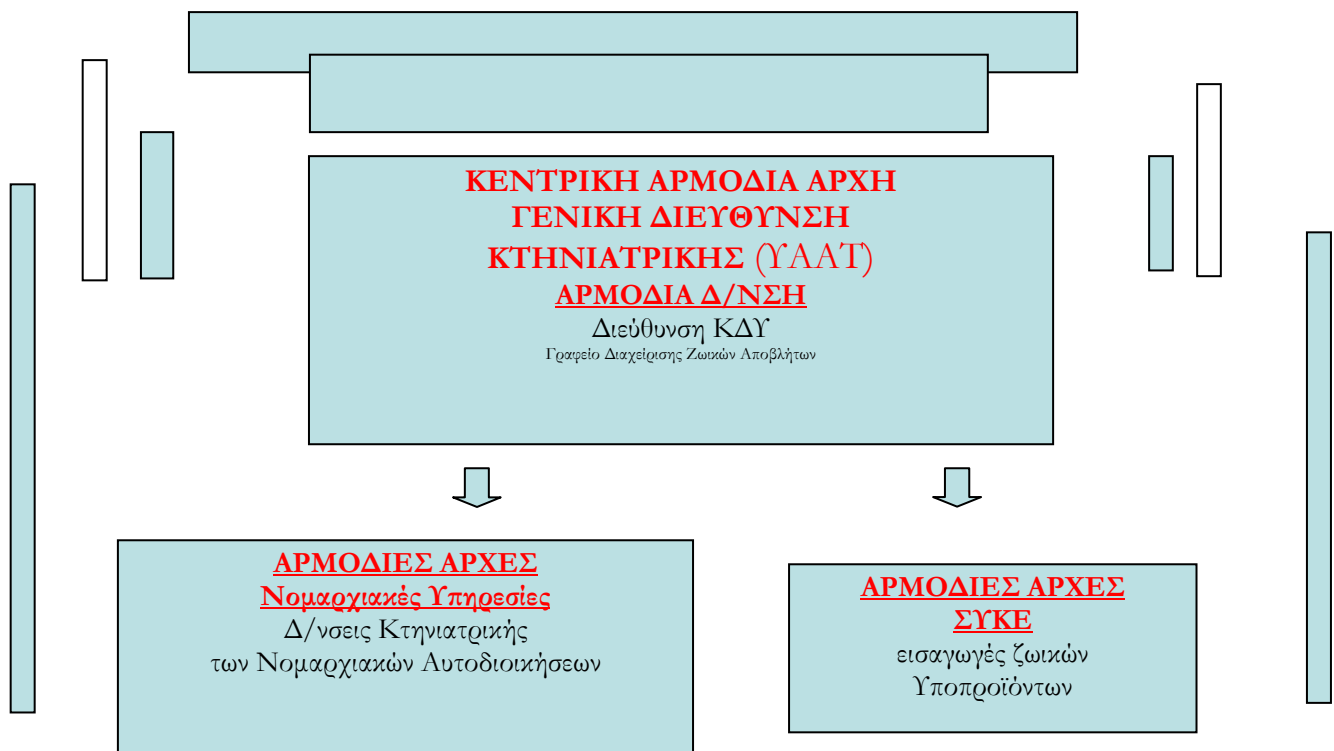 ΚΕΝΤΡΙΚΗ ΑΡΜΟΔΙΑ ΑΡΧΗ
ΓΕΝΙΚΗ ΔΙΕΥΘΥΝΣΗ
ΚΤΗΝΙΑΤΡΙΚΗΣ (ΥΑΑΤ)
ΑΡΜΟΔΙΑ Δ/ΝΣΗ
Διεύθυνση ΚΔΥ
Γραφείο Διαχείρισης Ζωικών Αποβλήτων
ΑΡΜΟΔΙΕΣ ΑΡΧΕΣ
Νομαρχιακές Υπηρεσίες
Δ/νσεις Κτηνιατρικής
των Νομαρχιακών Αυτοδιοικήσεων
ΑΡΜΟΔΙΕΣ ΑΡΧΕΣ
ΣΥΚΕ
εισαγωγές ζωικών
Υποπροϊόντων